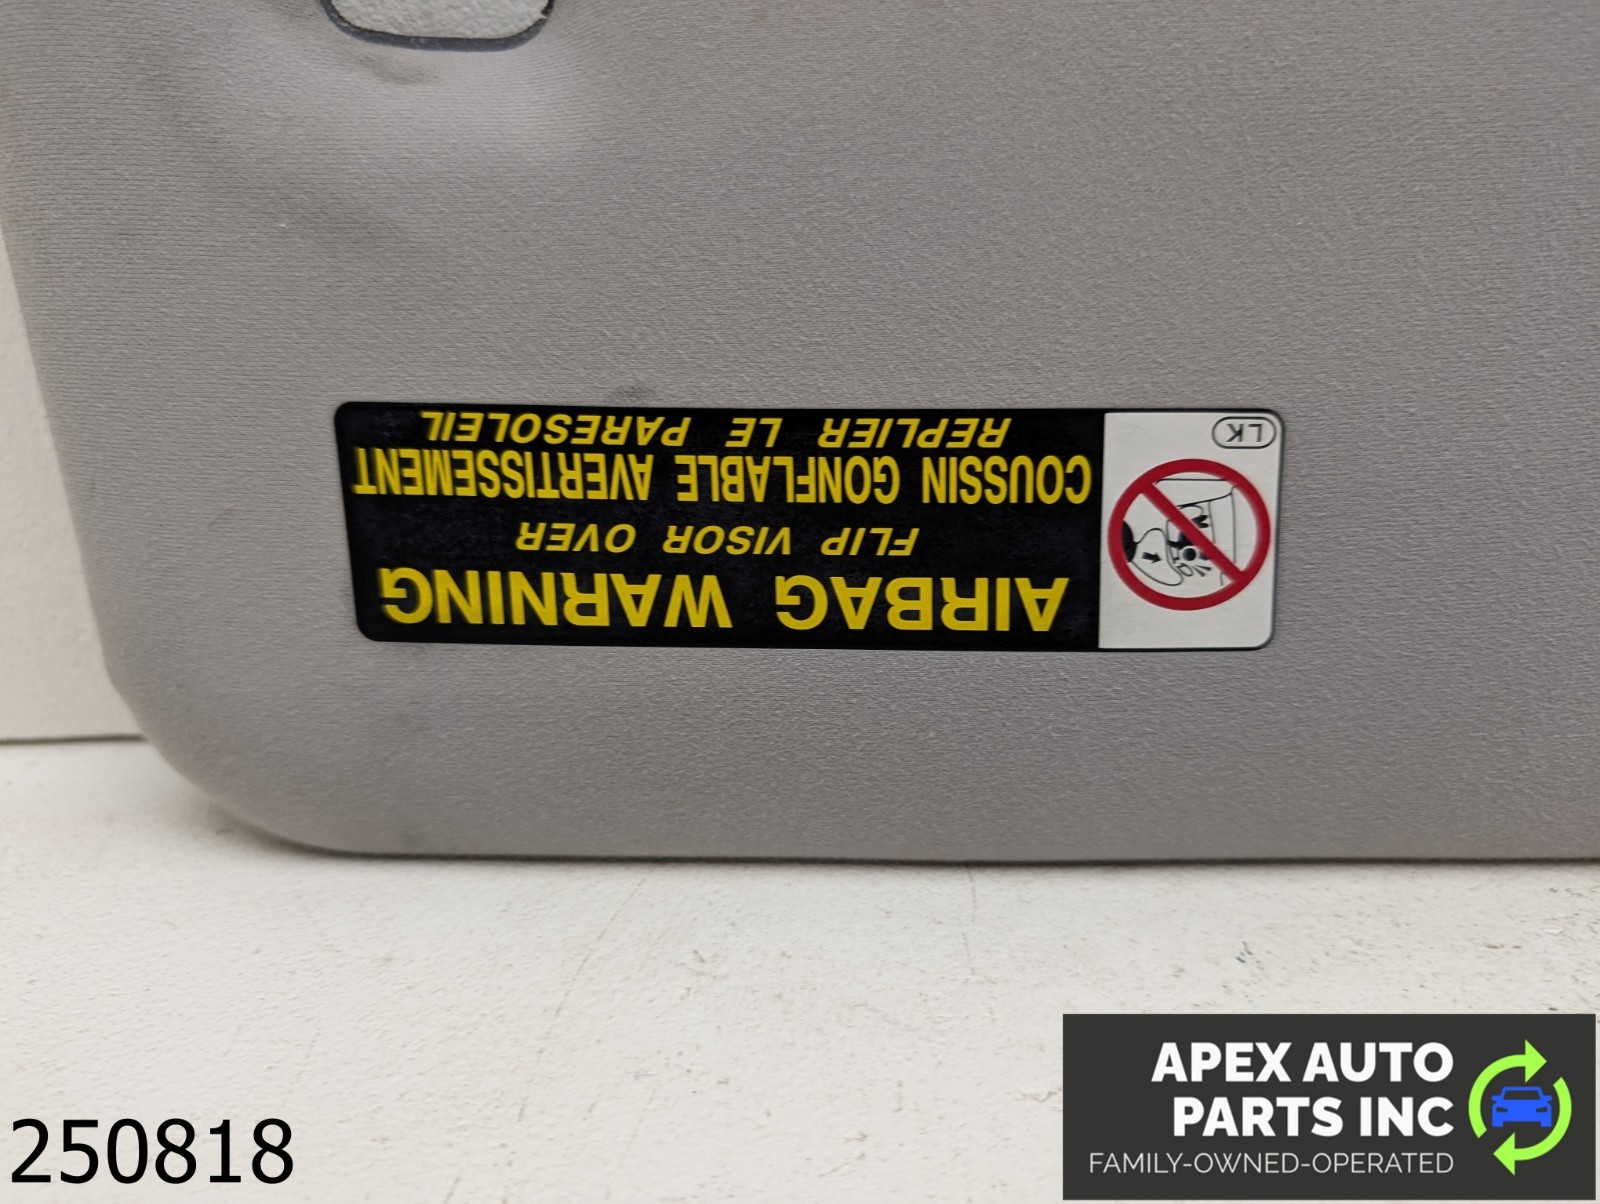 AIRBAG WARNING
FLIP VISOR OVER
COUSSIN GONFLABLE AVERTISSEMENT
REPLIER LE PARESOLEIL
LK
250818
APEX AUTO
PARTS INC
FAMILY-OWNED-OPERATED